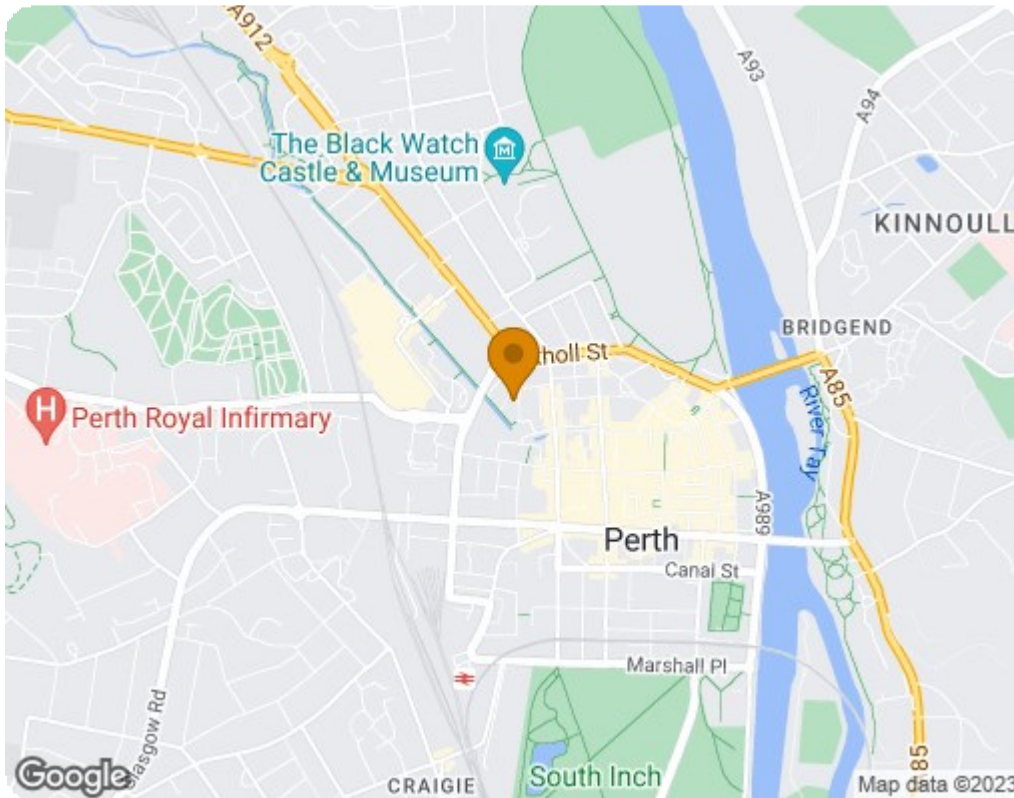 A912
A93
A94
The Black Watch
Castle & Museum
KINNOULL
BRIDGEND
tholl St
A85
River Tay
Perth Royal Infirmary
A989
Perth
Canal St
Marshall Pl
Glasgow Rd
A85
CRAIGIE
South Inch
Google
Map data ©2023